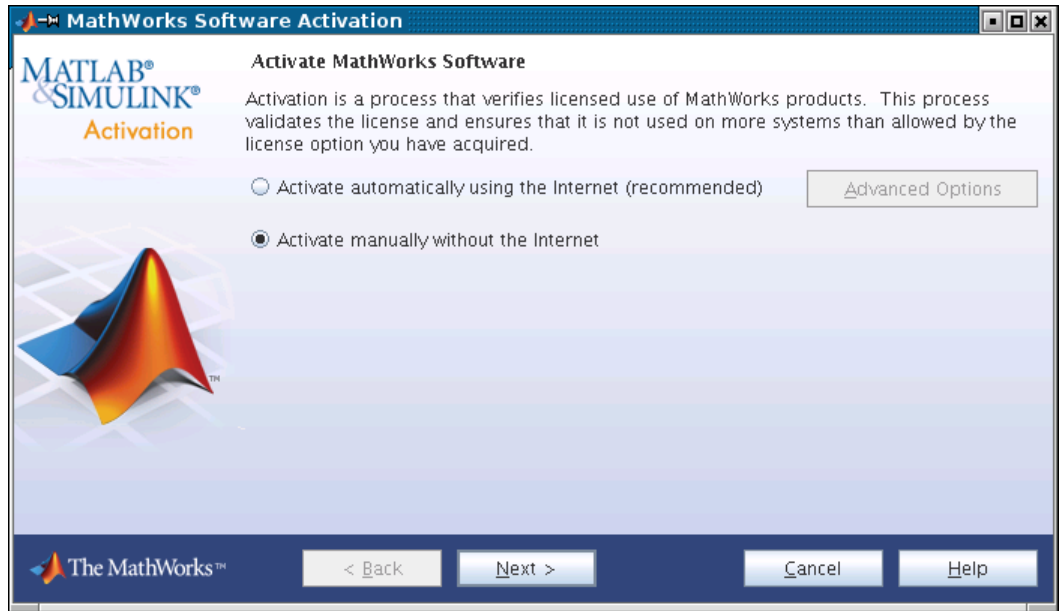 MathWorks Software Activation
MATLAB®
&SIMULINK®
Activation
Activate MathWorks Software
Activation is a process that verifies licensed use of MathWorks products. This process
validates the license and ensures that it is not used on more systems than allowed by the
license option you have acquired.
Activate automatically using the Internet (recommended)
Advanced Options
Activate manually without the Internet
TM
The MathWorks™
< Back
Next >
Cancel
Help